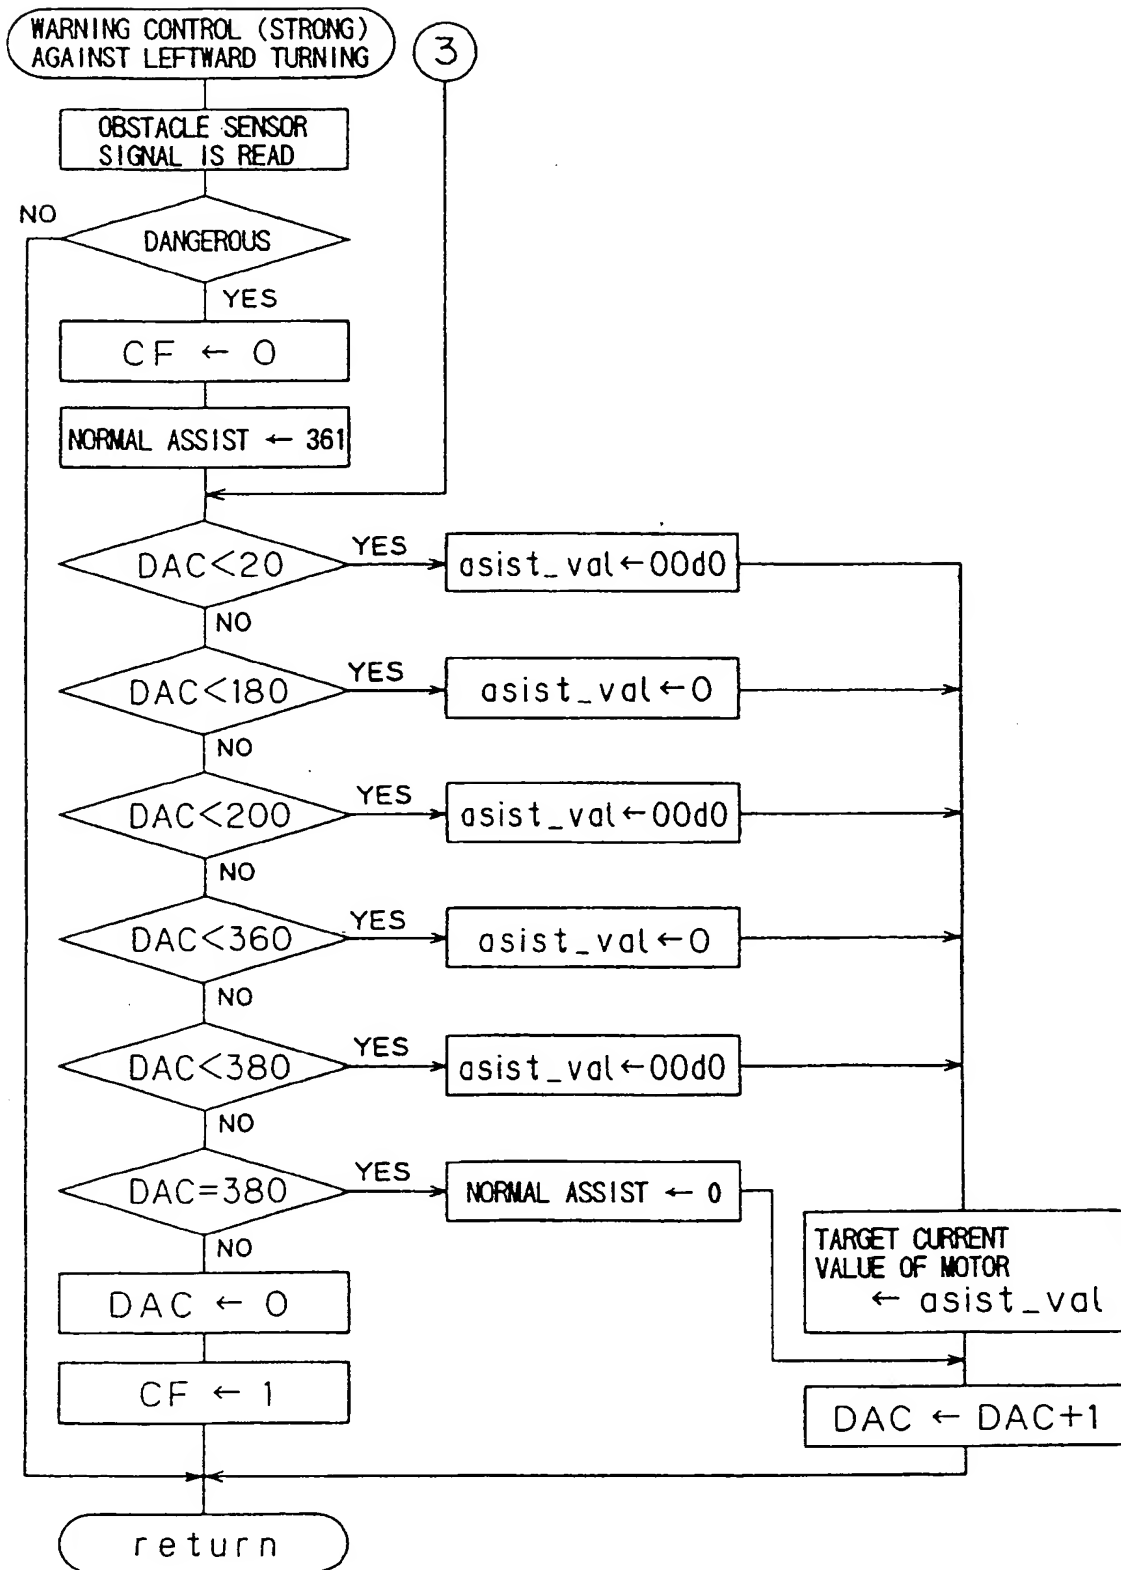 WARNING CONTROL (STRONG)
AGAINST LEFTWARD TURNING
3
OBSTACLE SENSOR
SIGNAL IS READ
NO
DANGEROUS
YES
CF ← 0
NORMAL ASSIST ← 361
DAC<20
YES
asist_val←00d0
NO
DAC<180
YES
asist_val←0
NO
DAC<200
YES
asist_val←00d0
NO
DAC<360
YES
asist_val←0
NO
DAC<380
YES
asist_val←00d0
NO
DAC=380
YES
NORMAL ASSIST ← 0
NO
TARGET CURRENT
VALUE OF MOTOR
← asist_val
DAC ← 0
CF ← 1
DAC ← DAC+1
return